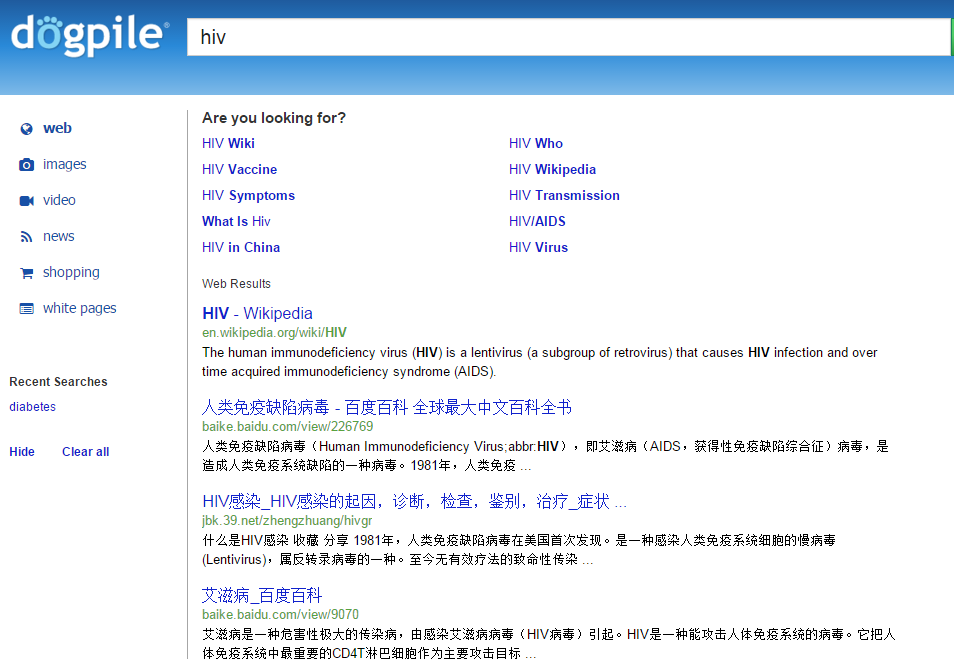 dogpile®
hiv
web
images
video
news
shopping
white pages
Recent Searches
diabetes
Hide Clear all
Are you looking for?
HIV Wiki HIV Who
HIV Vaccine HIV Wikipedia
HIV Symptoms HIV Transmission
What Is Hiv HIV/AIDS
HIV in China HIV Virus
Web Results
HIV - Wikipedia
en.wikipedia.org/wiki/HIV
The human immunodeficiency virus (HIV) is a lentivirus (a subgroup of retrovirus) that causes HIV infection and over
time acquired immunodeficiency syndrome (AIDS).
人类免疫缺陷病毒 - 百度百科 全球最大中文百科全书
baike.baidu.com/view/226769
人类免疫缺陷病毒（Human Immunodeficiency Virus;abbr:HIV），即艾滋病（AIDS，获得性免疫缺陷综合征）病毒，是
造成人类免疫系统缺陷的一种病毒。1981年，人类免疫 ...
HIV感染_HIV感染的起因，诊断，检查，鉴别，治疗_症状 ...
jbk.39.net/zhengzhuang/hivgr
什么是HIV感染 收藏 分享 1981年，人类免疫缺陷病毒在美国首次发现。是一种感染人类免疫系统细胞的慢病毒
(Lentivirus)，属反转录病毒的一种。至今无有效疗法的致命性传染 ...
艾滋病_百度百科
baike.baidu.com/view/9070
艾滋病是一种危害性极大的传染病，由感染艾滋病病毒（HIV病毒）引起。HIV是一种能攻击人体免疫系统的病毒。它把人
体免疫系统中最重要的CD4T淋巴细胞作为主要攻击目标 ...